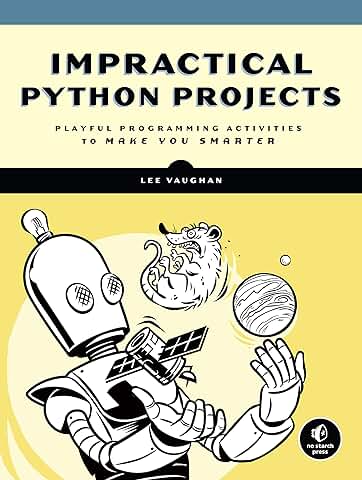 IMPRACTICAL
PYTHON PROJECTS
PLAYFUL PROGRAMMING ACTIVITIES
TO MAKE YOU SMARTER
LEE VAUGHAN
no starch
press